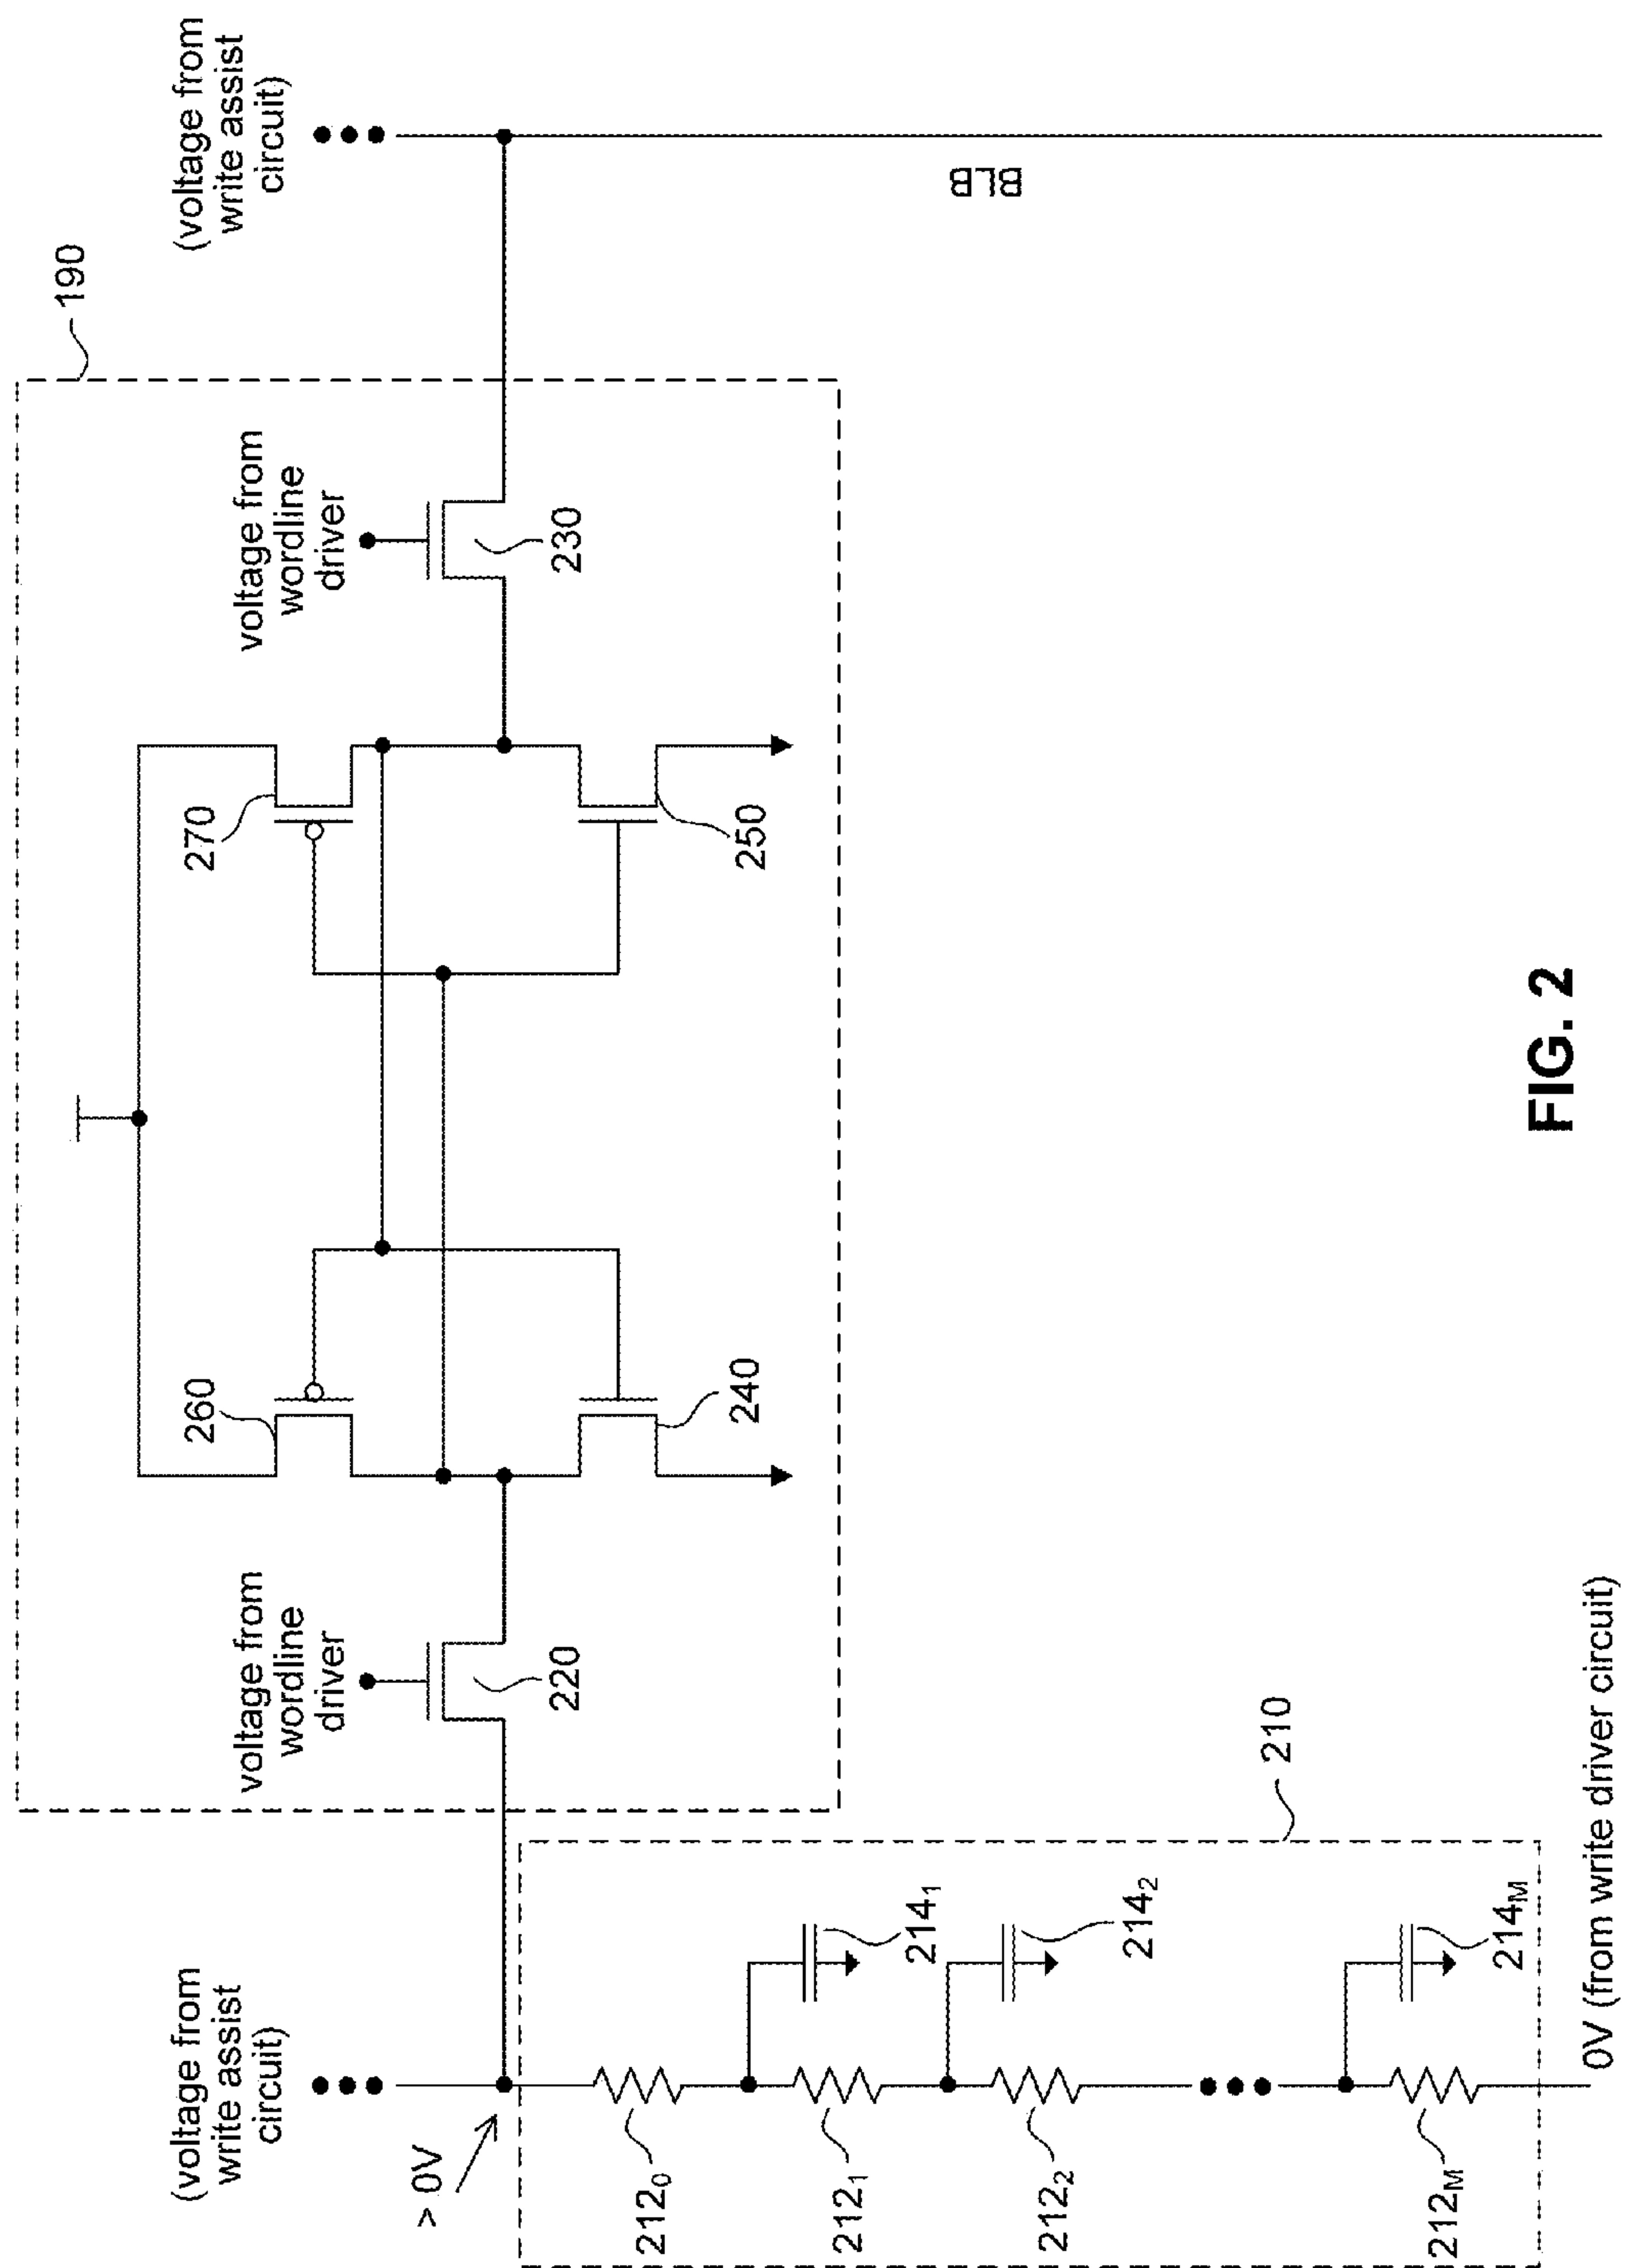 (voltage from
write assist
circuit)
> 0V
212₀
212₁
212₂
212M
214₁
214₂
214M
210
0V (from write driver circuit)
voltage from
wordline
driver
220
260
240
270
250
voltage from
wordline
driver
230
190
(voltage from
write assist
circuit)
BLB
FIG. 2